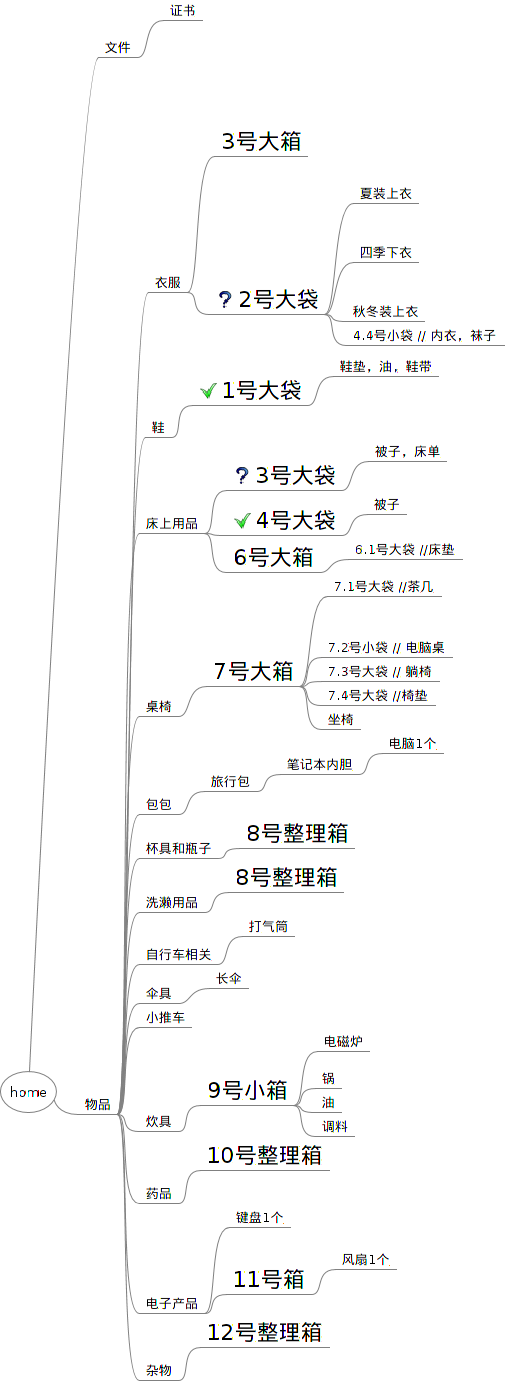 证书
文件
3号大箱
夏装上衣
四季下衣
衣服
2号大袋
秋冬装上衣
4.4号小袋 // 内衣，袜子
鞋垫，油，鞋带
1号大袋
鞋
被子，床单
3号大袋
被子
4号大袋
床上用品
6号大箱
6.1号大袋 //床垫
7.1号大袋 //茶几
7.2号小袋 // 电脑桌
7号大箱
7.3号大袋 // 躺椅
7.4号大袋 //椅垫
桌椅
坐椅
电脑1个
笔记本内胆
旅行包
包包
8号整理箱
杯具和瓶子
8号整理箱
洗濑用品
打气筒
自行车相关
长伞
伞具
小推车
电磁炉
锅
9号小箱
home
油
物品
炊具
调料
10号整理箱
药品
键盘1个
风扇1个
11号箱
电子产品
12号整理箱
杂物